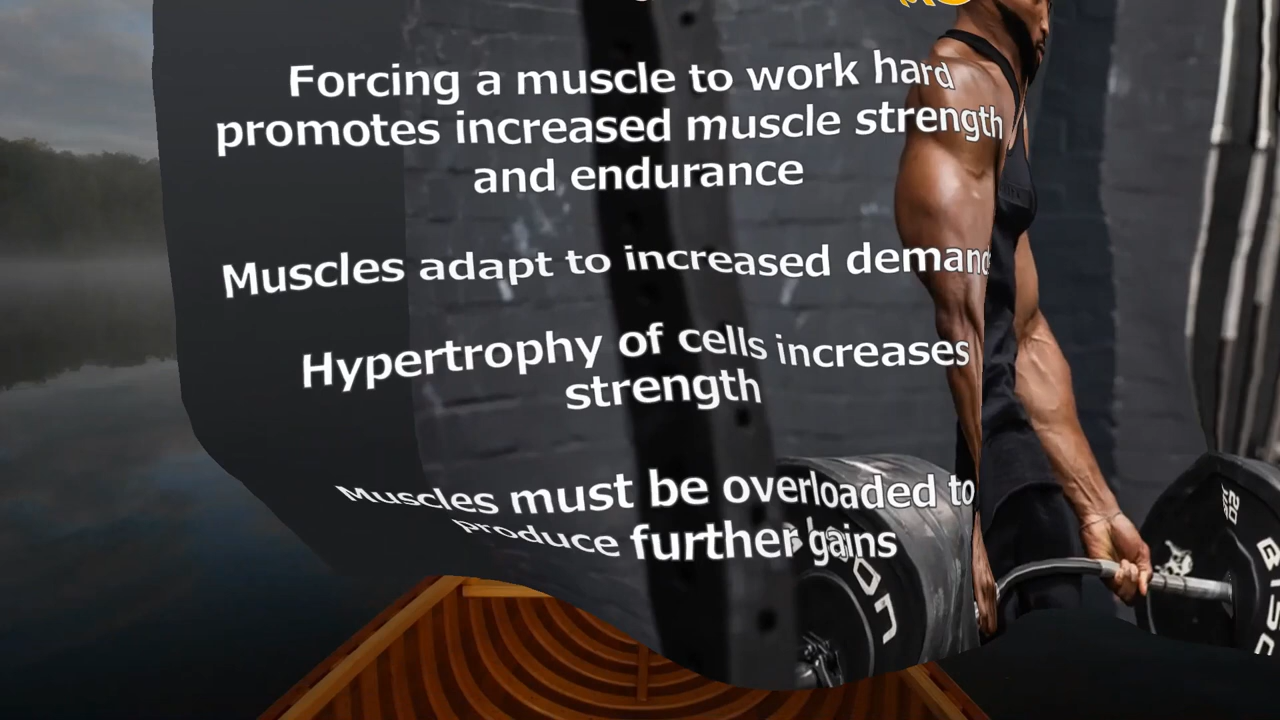 Forcing a muscle to work hard
promotes increased muscle strength
and endurance
Muscles adapt to increased demand
Hypertrophy of cells increases
strength
Muscles must be overloaded to
produce further gains
20